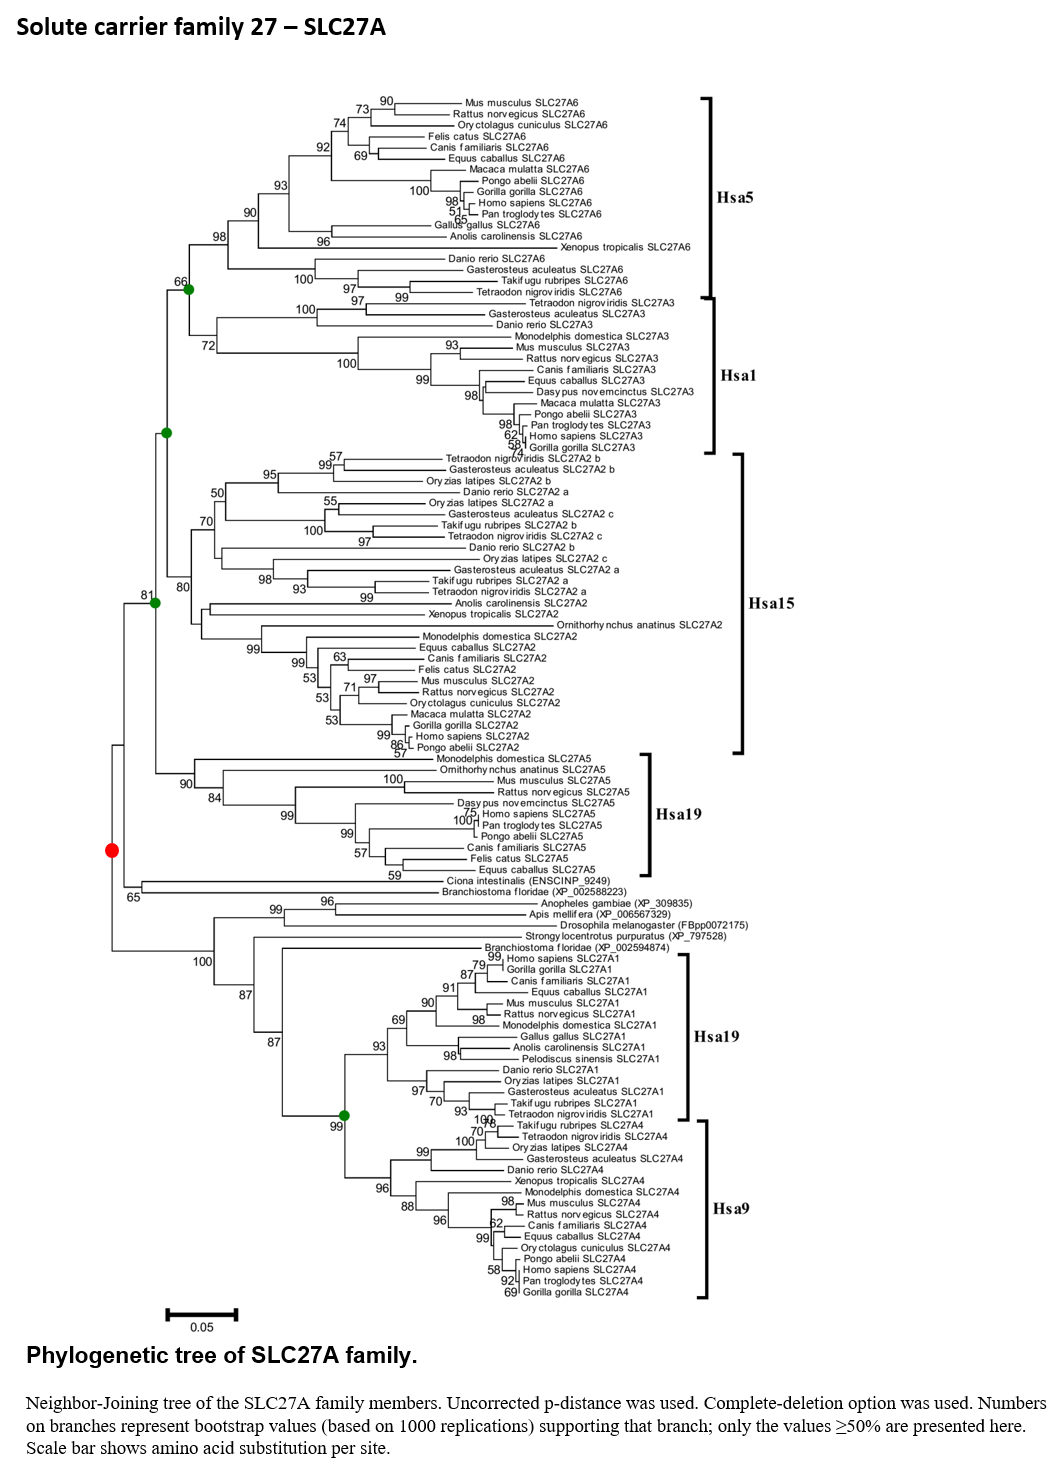 Solute carrier family 27 – SLC27A
90
Mus musculus SLC27A6
73
Rattus norvegicus SLC27A6
74
Oryctolagus cuniculus SLC27A6
Felis catus SLC27A6
92
Canis familiaris SLC27A6
69
Equus caballus SLC27A6
Macaca mulatta SLC27A6
93
Pongo abelii SLC27A6
100
Gorilla gorilla SLC27A6
98
Homo sapiens SLC27A6
51
Pan troglodytes SLC27A6
65
90
Gallus gallus SLC27A6
98
Anolis carolinensis SLC27A6
96
Xenopus tropicalis SLC27A6
Danio rerio SLC27A6
Gasterosteus aculeatus SLC27A6
100
Takifugu rubripes SLC27A6
97
Tetraodon nigroviridis SLC27A6
99
Hsa5
66
97
Tetraodon nigroviridis SLC27A3
100
Gasterosteus aculeatus SLC27A3
Danio rerio SLC27A3
72
Monodelphis domestica SLC27A3
93
Mus musculus SLC27A3
100
Rattus norvegicus SLC27A3
Canis familiaris SLC27A3
99
Equus caballus SLC27A3
98
Dasypus novemcinctus SLC27A3
Macaca mulatta SLC27A3
Pongo abelii SLC27A3
98
Pan troglodytes SLC27A3
62
Homo sapiens SLC27A3
58
Gorilla gorilla SLC27A3
74
Hsa1
57
Tetraodon nigroviridis SLC27A2 b
99
Gasterosteus aculeatus SLC27A2 b
95
Oryzias latipes SLC27A2 b
50
Danio rerio SLC27A2 a
55
Oryzias latipes SLC27A2 a
Gasterosteus aculeatus SLC27A2 c
70
Takifugu rubripes SLC27A2 b
100
Tetraodon nigroviridis SLC27A2 c
97
Danio rerio SLC27A2 b
Oryzias latipes SLC27A2 c
Gasterosteus aculeatus SLC27A2 a
98
Takifugu rubripes SLC27A2 a
93
Tetraodon nigroviridis SLC27A2 a
99
81
80
Anolis carolinensis SLC27A2
Xenopus tropicalis SLC27A2
Ornithorhynchus anatinus SLC27A2
Monodelphis domestica SLC27A2
99
Equus caballus SLC27A2
99
63
Canis familiaris SLC27A2
Felis catus SLC27A2
53
97
Mus musculus SLC27A2
71
Rattus norvegicus SLC27A2
53
Oryctolagus cuniculus SLC27A2
Macaca mulatta SLC27A2
53
Gorilla gorilla SLC27A2
99
Homo sapiens SLC27A2
86
Pongo abelii SLC27A2
57
Hsa15
Monodelphis domestica SLC27A5
Ornithorhynchus anatinus SLC27A5
90
100
Mus musculus SLC27A5
84
Rattus norvegicus SLC27A5
Dasypus novemcinctus SLC27A5
99
75
Homo sapiens SLC27A5
100
Pan troglodytes SLC27A5
99
Pongo abelii SLC27A5
Canis familiaris SLC27A5
57
Felis catus SLC27A5
Equus caballus SLC27A5
59
Hsa19
Ciona intestinalis (ENSCINP_9249)
Branchiostoma floridae (XP_002588223)
65
96
Anopheles gambiae (XP_309835)
99
Apis mellifera (XP_006567329)
Drosophila melanogaster (FBpp0072175)
Strongylocentrotus purpuratus (XP_797528)
Branchiostoma floridae (XP_002594874)
100
87
87
99
Homo sapiens SLC27A1
79
Gorilla gorilla SLC27A1
87
Canis familiaris SLC27A1
91
Equus caballus SLC27A1
90
Mus musculus SLC27A1
Rattus norvegicus SLC27A1
98
69
Monodelphis domestica SLC27A1
Gallus gallus SLC27A1
93
Anolis carolinensis SLC27A1
98
Pelodiscus sinensis SLC27A1
Danio rerio SLC27A1
Oryzias latipes SLC27A1
97
Gasterosteus aculeatus SLC27A1
70
Takifugu rubripes SLC27A1
93
Tetraodon nigroviridis SLC27A1
100
Hsa19
99
78
Takifugu rubripes SLC27A4
70
Tetraodon nigroviridis SLC27A4
100
Oryzias latipes SLC27A4
99
Gasterosteus aculeatus SLC27A4
Danio rerio SLC27A4
96
Xenopus tropicalis SLC27A4
Monodelphis domestica SLC27A4
88
98
Mus musculus SLC27A4
Rattus norvegicus SLC27A4
96
62
Canis familiaris SLC27A4
99
Equus caballus SLC27A4
Oryctolagus cuniculus SLC27A4
Pongo abelii SLC27A4
58
Homo sapiens SLC27A4
92
Pan troglodytes SLC27A4
69
Gorilla gorilla SLC27A4
Hsa9
0.05
Phylogenetic tree of SLC27A family.
Neighbor-Joining tree of the SLC27A family members. Uncorrected p-distance was used. Complete-deletion option was used. Numbers
on branches represent bootstrap values (based on 1000 replications) supporting that branch; only the values ≥50% are presented here.
Scale bar shows amino acid substitution per site.